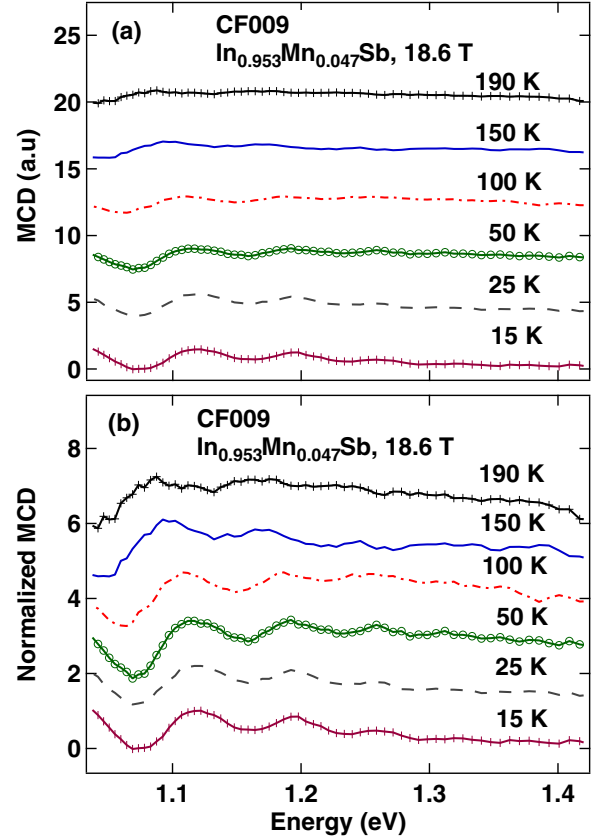 (a)
CF009
In0.953Mn0.047Sb, 18.6 T
190 K
150 K
100 K
50 K
25 K
15 K
25
20
15
10
5
0
MCD (a.u)
(b)
CF009
In0.953Mn0.047Sb, 18.6 T
190 K
150 K
100 K
50 K
25 K
15 K
8
6
4
2
0
Normalized MCD
1.1
1.2
1.3
1.4
Energy (eV)